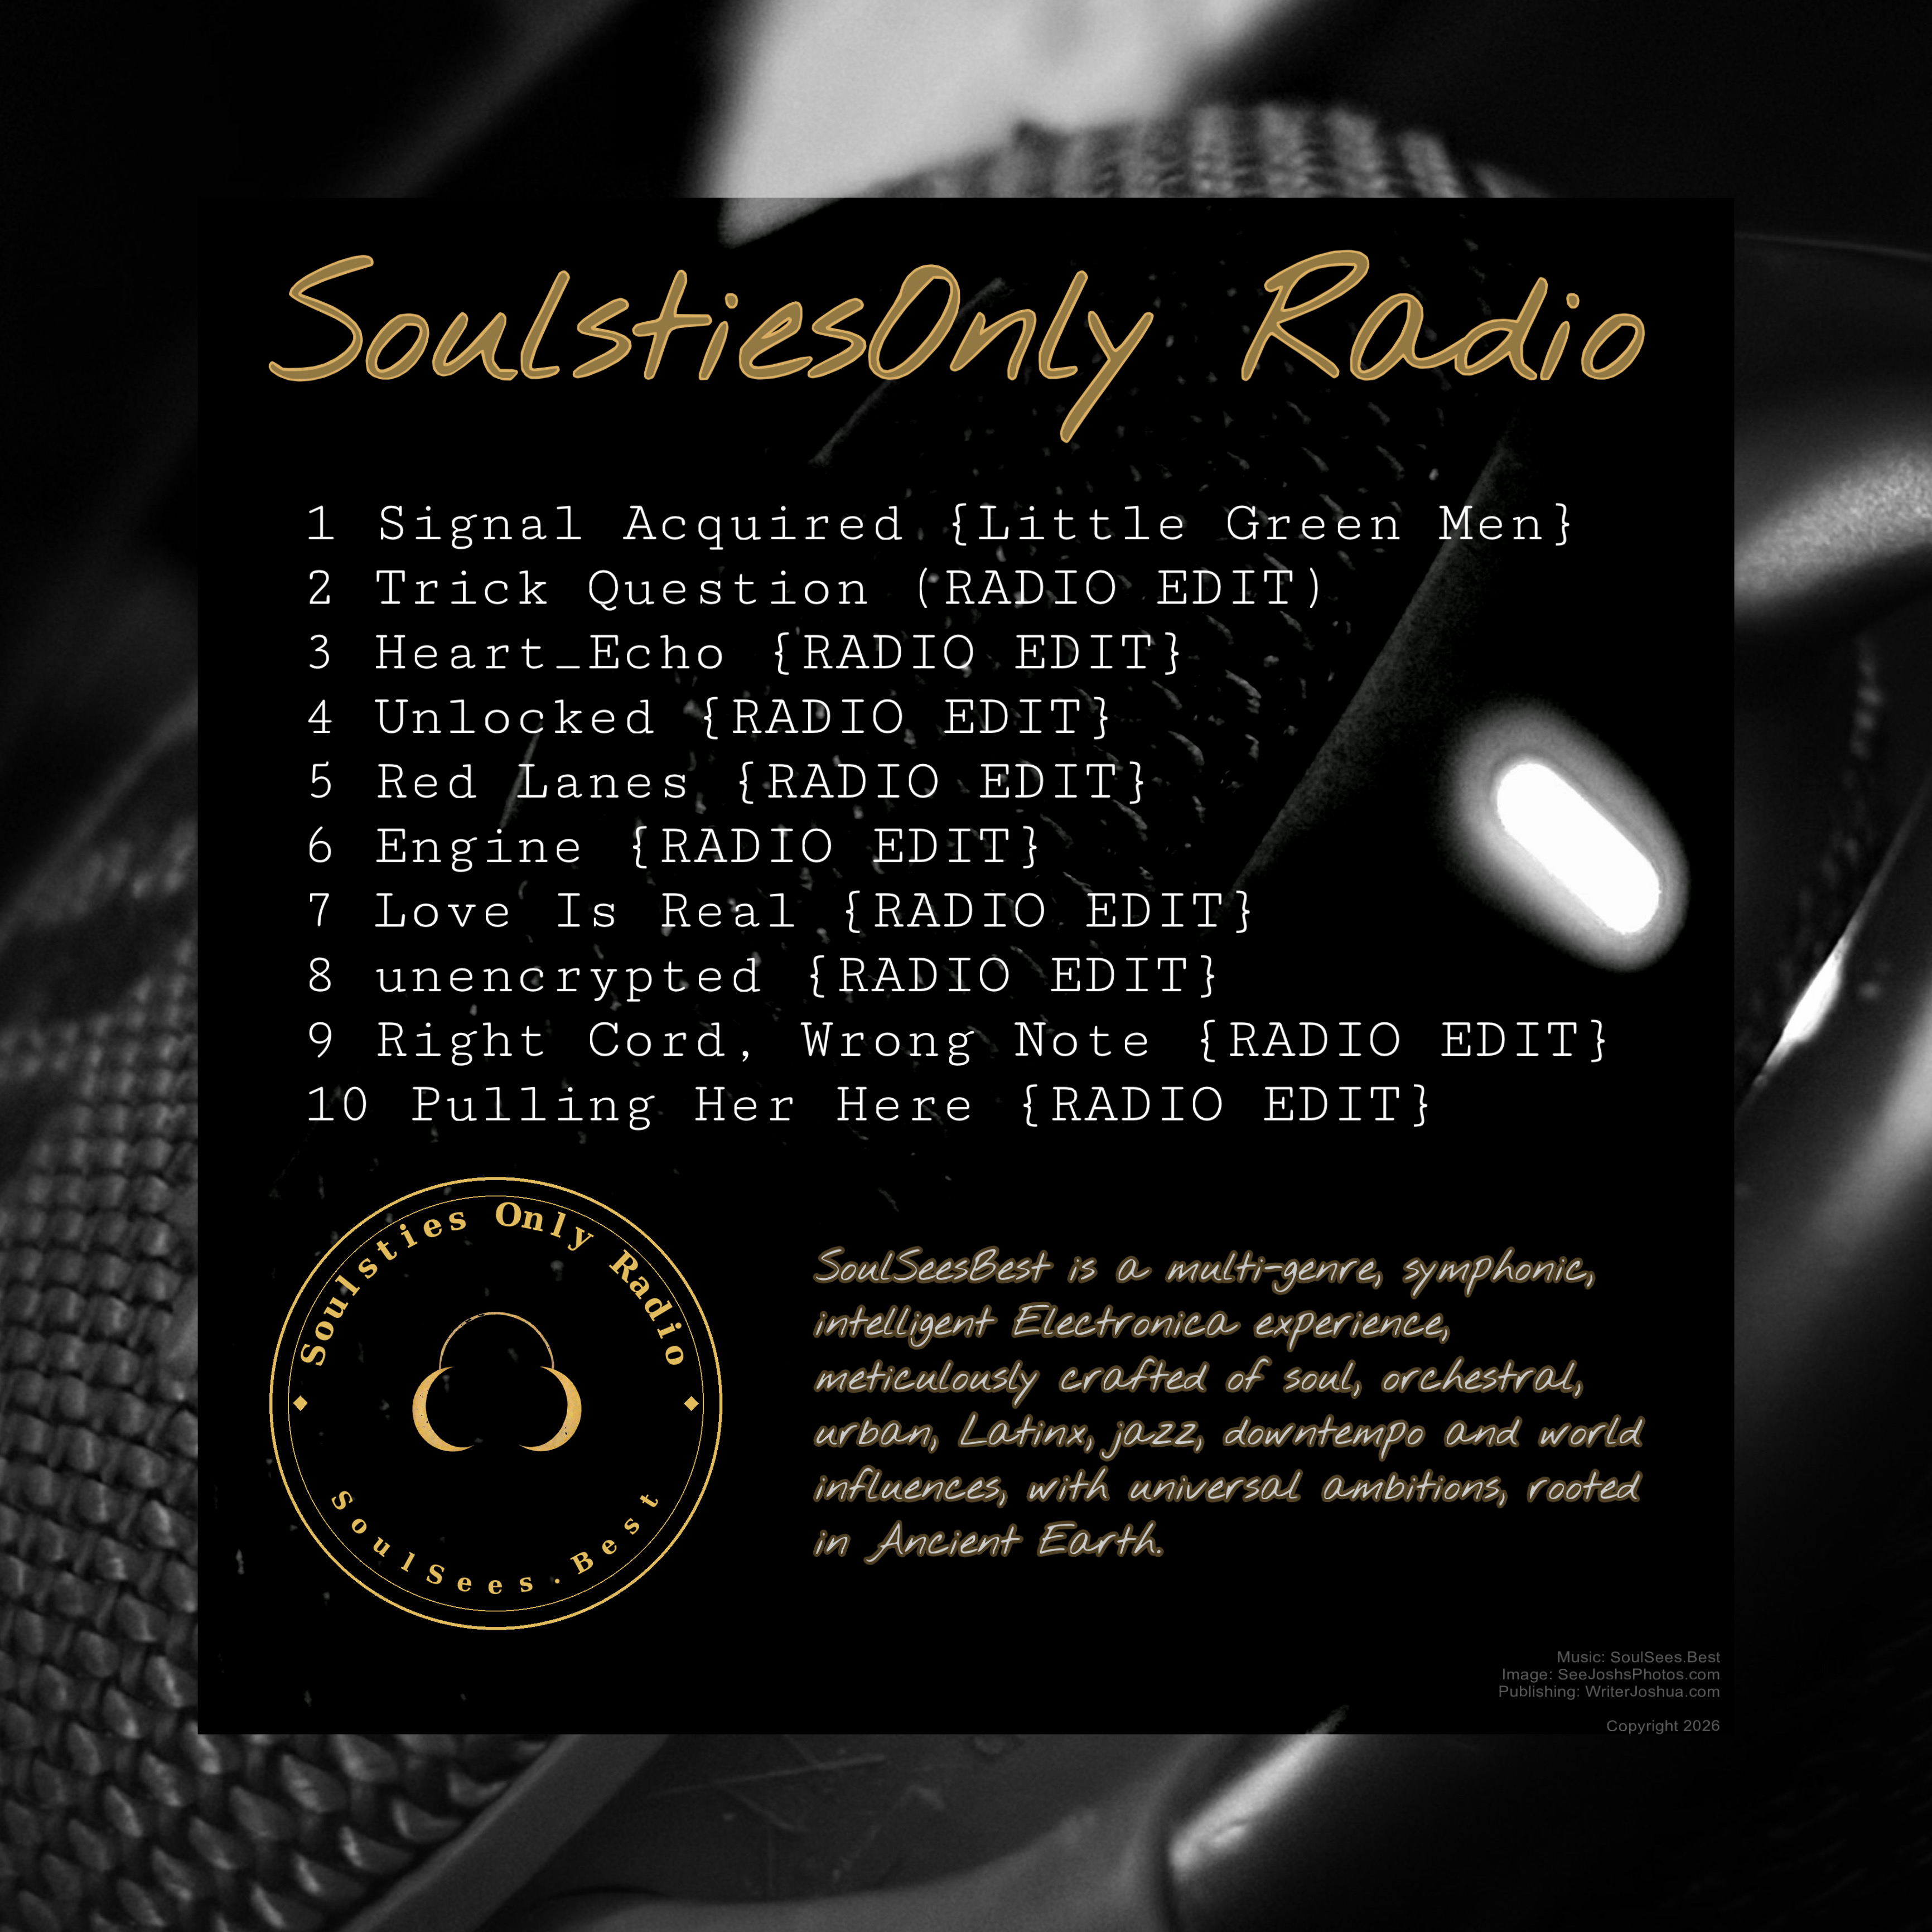 SoulstiesOnly Radio
1 Signal Acquired {Little Green Men}
2 Trick Question (RADIO EDIT)
3 Heart_Echo {RADIO EDIT}
4 Unlocked {RADIO EDIT}
5 Red Lanes {RADIO EDIT}
6 Engine {RADIO EDIT}
7 Love Is Real {RADIO EDIT}
8 unencrypted {RADIO EDIT}
9 Right Cord, Wrong Note {RADIO EDIT}
10 Pulling Her Here {RADIO EDIT}
Soulsties Only Radio
SoulSees.Best
SoulSeesBest is a multi-genre, symphonic,
intelligent Electronica experience,
meticulously crafted of soul, orchestral,
urban, Latinx, jazz, downtempo and world
influences, with universal ambitions, rooted
in Ancient Earth.
Music: SoulSees.Best
Image: SeeJoshsPhotos.com
Publishing: WriterJoshua.com
Copyright 2026